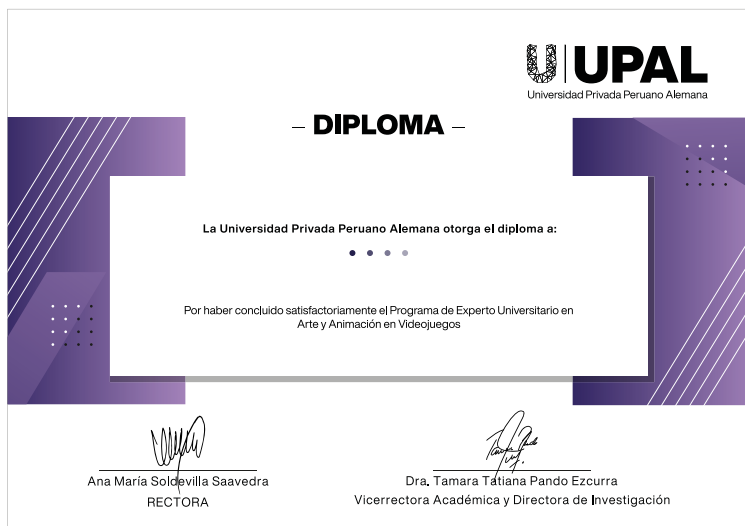 UPAL
Universidad Privada Peruano Alemana
– DIPLOMA –
La Universidad Privada Peruano Alemana otorga el diploma a:
Por haber concluido satisfactoriamente el Programa de Experto Universitario en
Arte y Animación en Videojuegos
Ana María Soldevilla Saavedra
RECTORA
Dra. Tamara Tatiana Pando Ezcurra
Vicerrectora Académica y Directora de Investigación